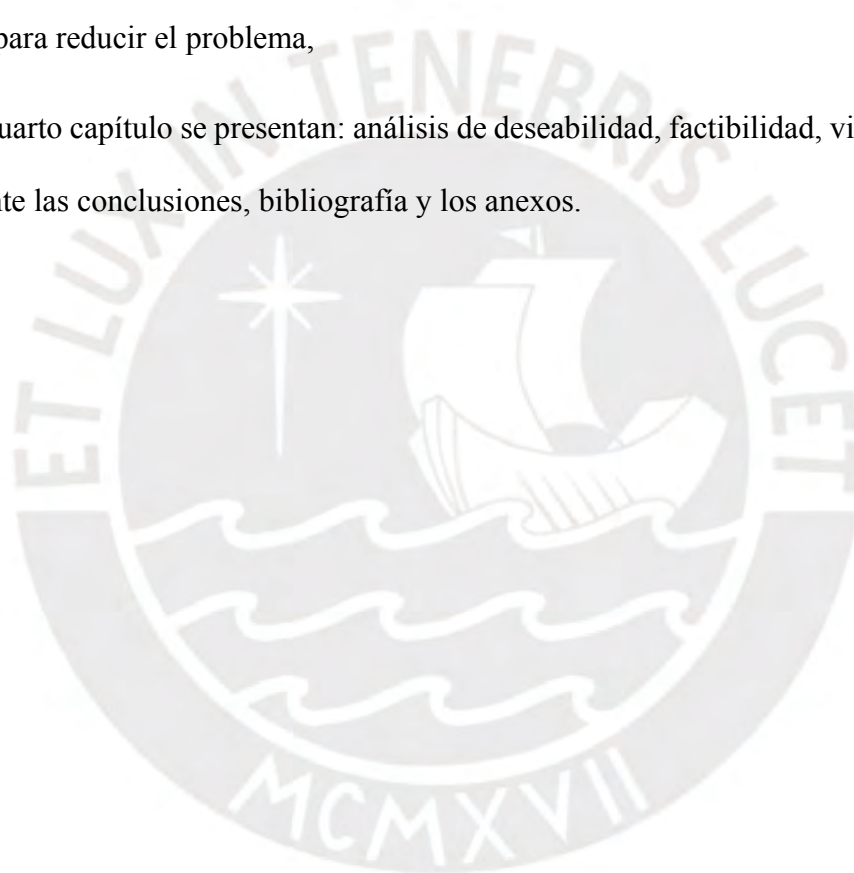 para reducir el problema,
uarto capítulo se presentan: análisis de deseabilidad, factibilidad, vi
nte las conclusiones, bibliografía y los anexos.
ET LUX IN TENEBRIS LUCET
MCMXVII